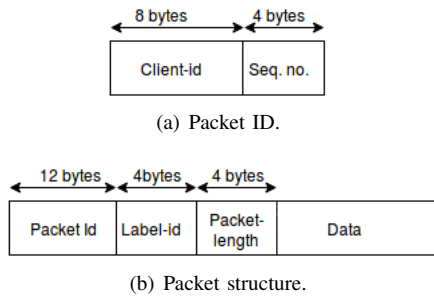 8 bytes 4 bytes
Client-id Seq. no.
(a) Packet ID.
12 bytes 4bytes 4 bytes
Packet Id Label-id Packet-
length Data
(b) Packet structure.